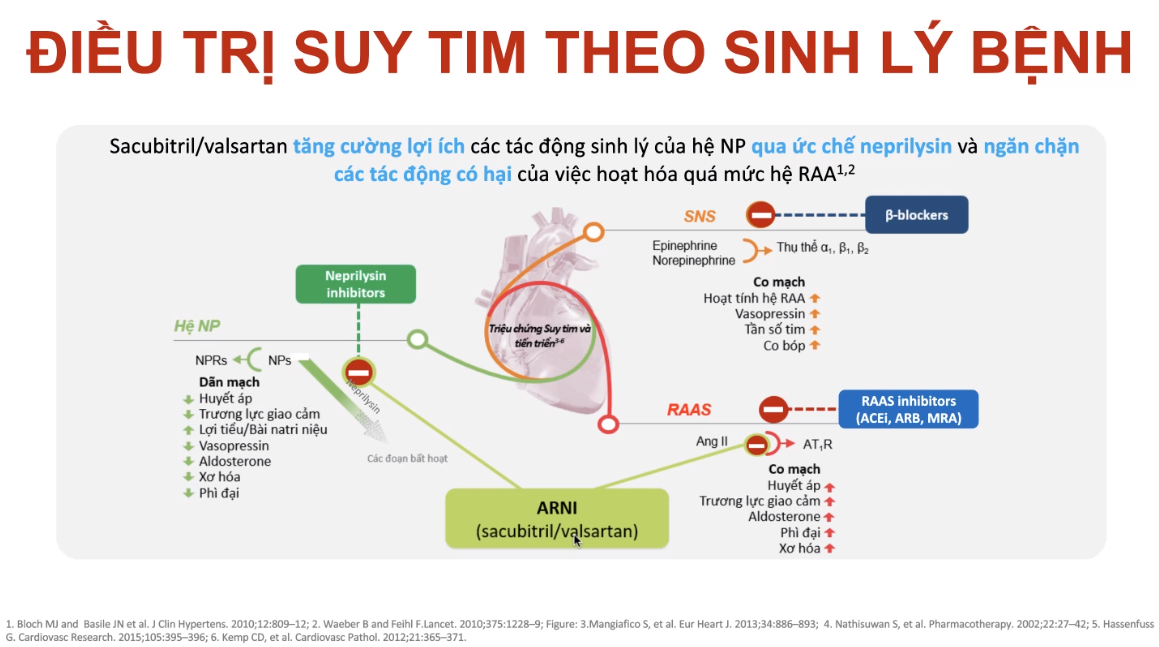 ĐIỀU TRỊ SUY TIM THEO SINH LÝ BỆNH
Sacubitril/valsartan tăng cường lợi ích các tác động sinh lý của hệ NP qua ức chế neprilysin và ngăn chặn
các tác động có hại của việc hoạt hóa quá mức hệ RAA1,2
SNS
β-blockers
Epinephrine
Norepinephrine
Thụ thể α1, β1, β2
Co mạch
Hoạt tính hệ RAA
Vasopressin
Tần số tim
Co bóp
Neprilysin
inhibitors
Hệ NP
NPRs
NPs
Neprilysin
Dãn mạch
Huyết áp
Trương lực giao cảm
Lợi tiểu/Bài natri niệu
Vasopressin
Aldosterone
Xơ hóa
Phì đại
Các đoạn bất hoạt
Triệu chứng Suy tim và
tiến triển3-6
RAAS
RAAS inhibitors
(ACEi, ARB, MRA)
Ang II
AT1R
Co mạch
Huyết áp
Trương lực giao cảm
Aldosterone
Phì đại
Xơ hóa
ARNI
(sacubitril/valsartan)
1. Bloch MJ and Basile JN et al. J Clin Hypertens. 2010;12:809–12; 2. Waeber B and Feihl F.Lancet. 2010;375:1228–9; Figure: 3.Mangiafico S, et al. Eur Heart J. 2013;34:886–893; 4. Nathisuwan S, et al. Pharmacotherapy. 2002;22:27–42; 5. Hassenfuss
G. Cardiovasc Research. 2015;105:395–396; 6. Kemp CD, et al. Cardiovasc Pathol. 2012;21:365–371.